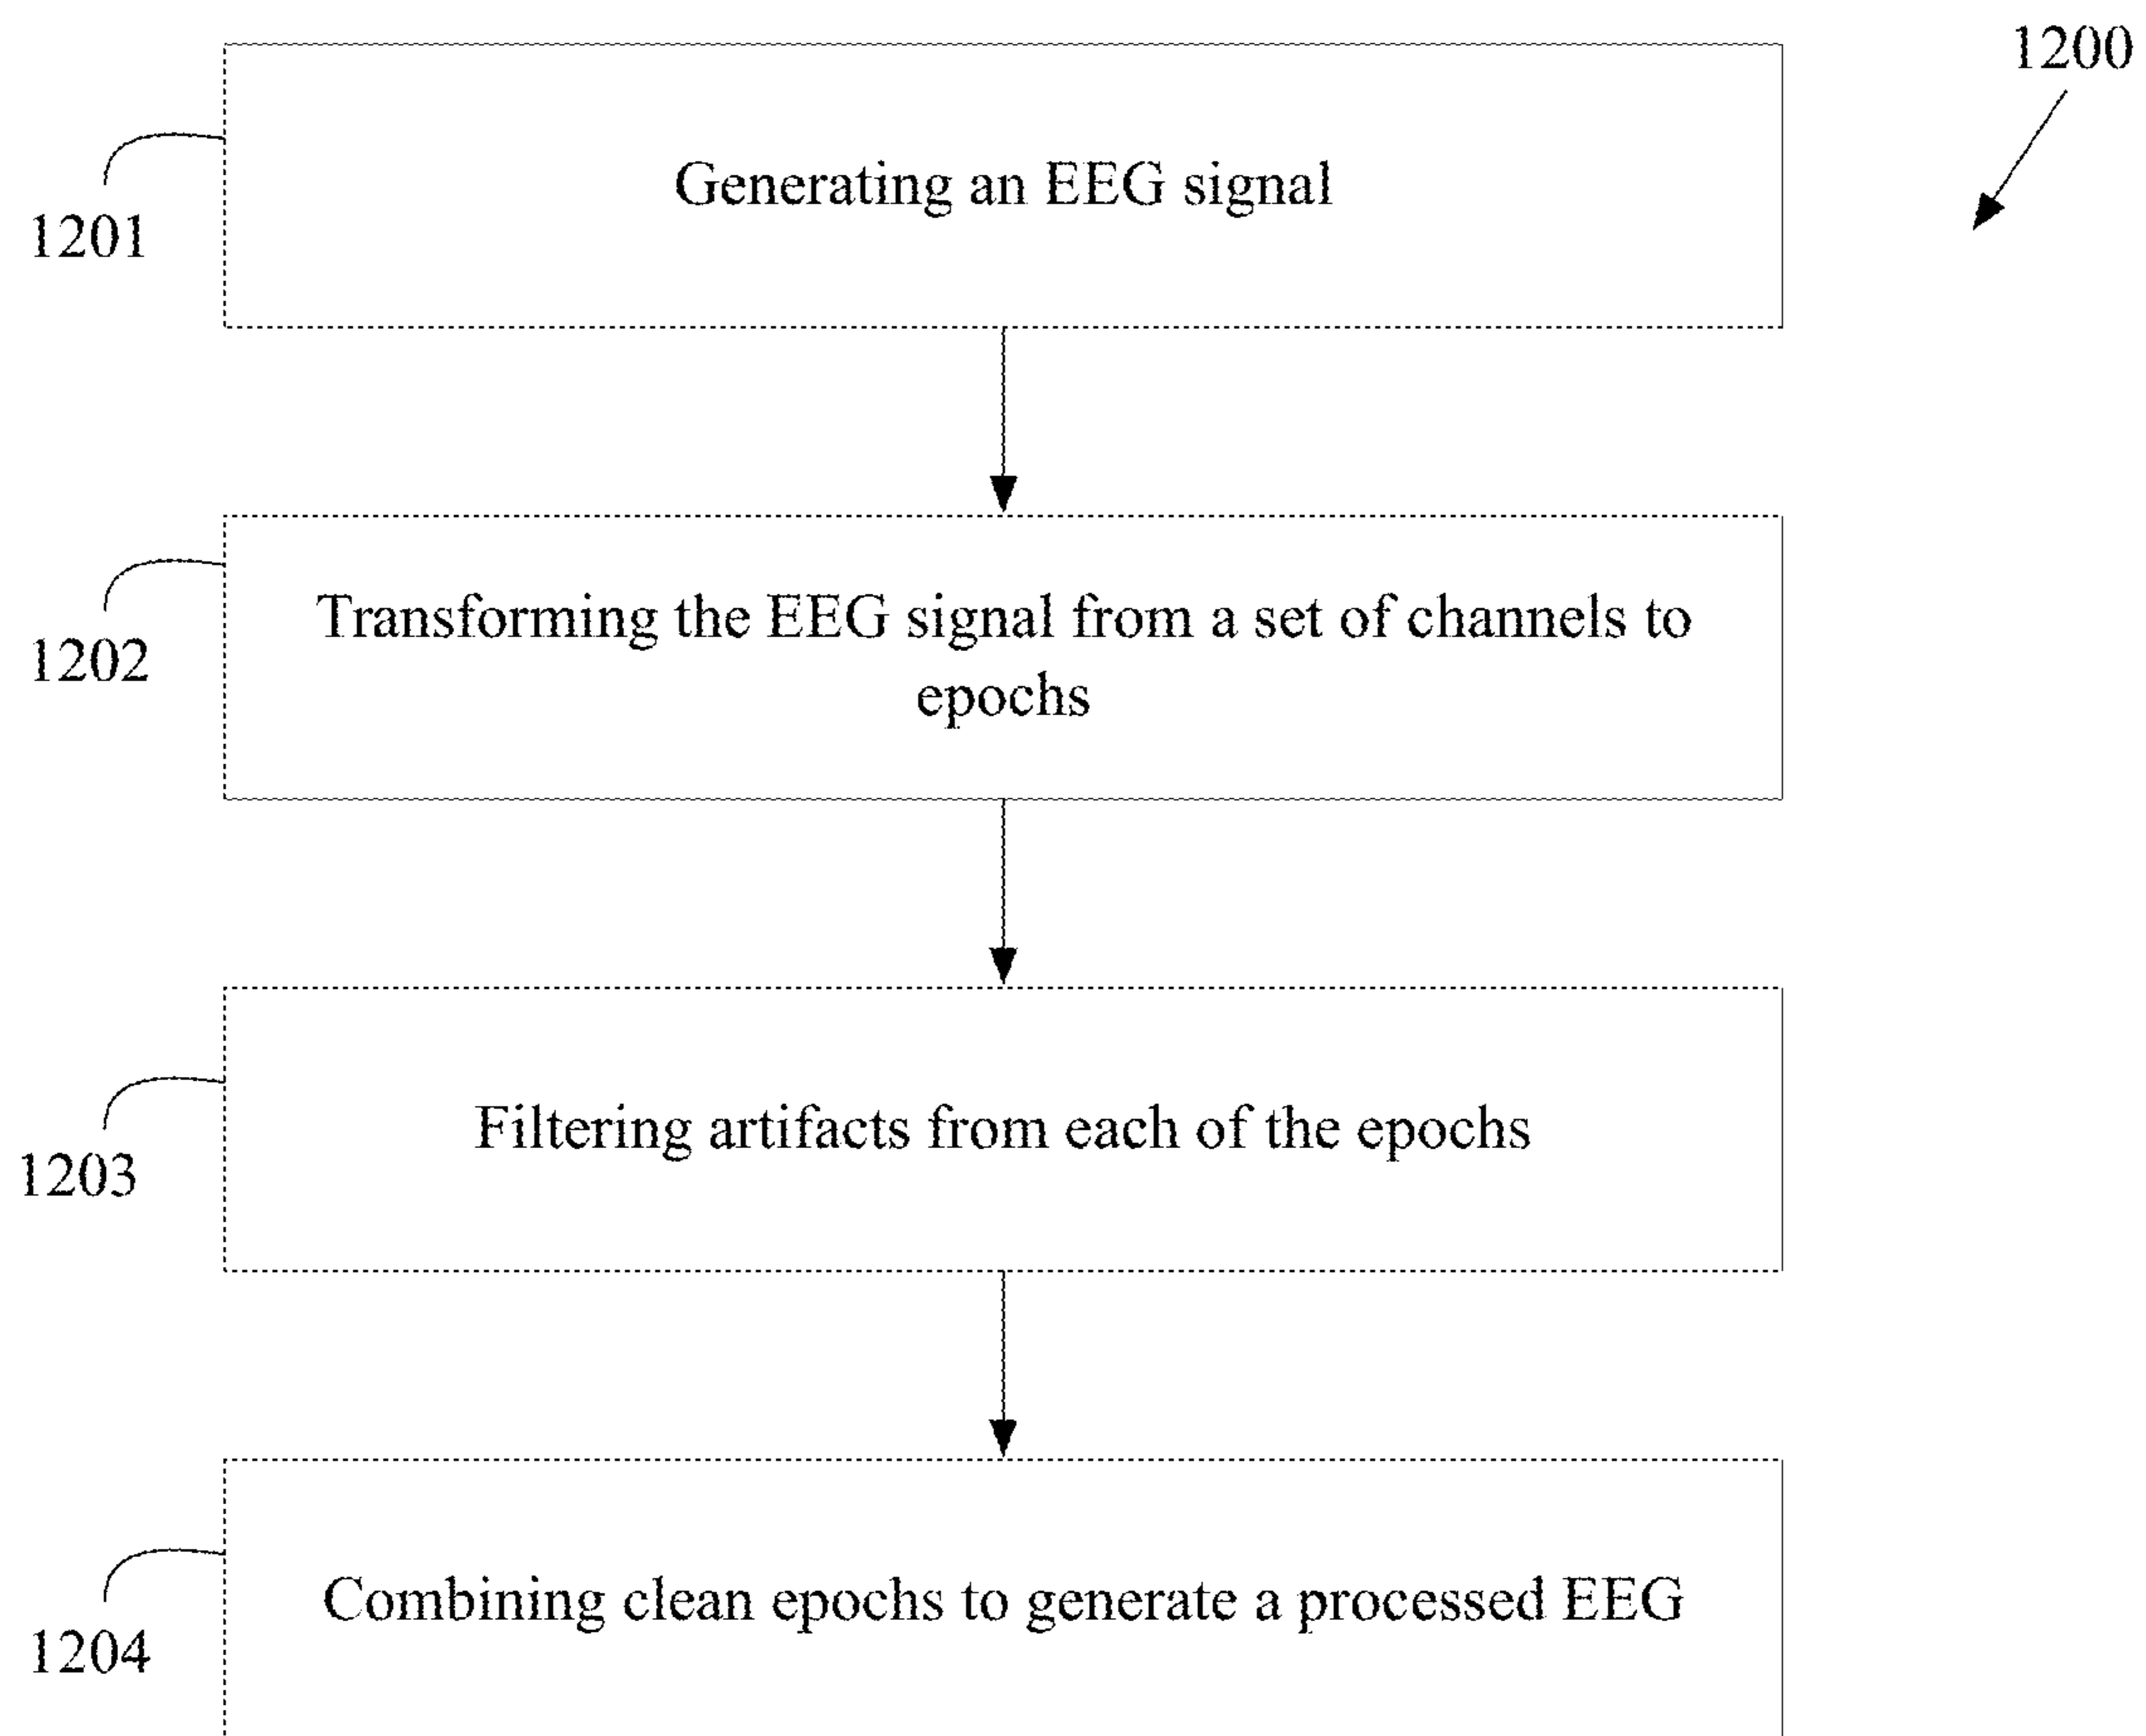 1200
Generating an EEG signal
1201
Transforming the EEG signal from a set of channels to
epochs
1202
Filtering artifacts from each of the epochs
1203
Combining clean epochs to generate a processed EEG
1204